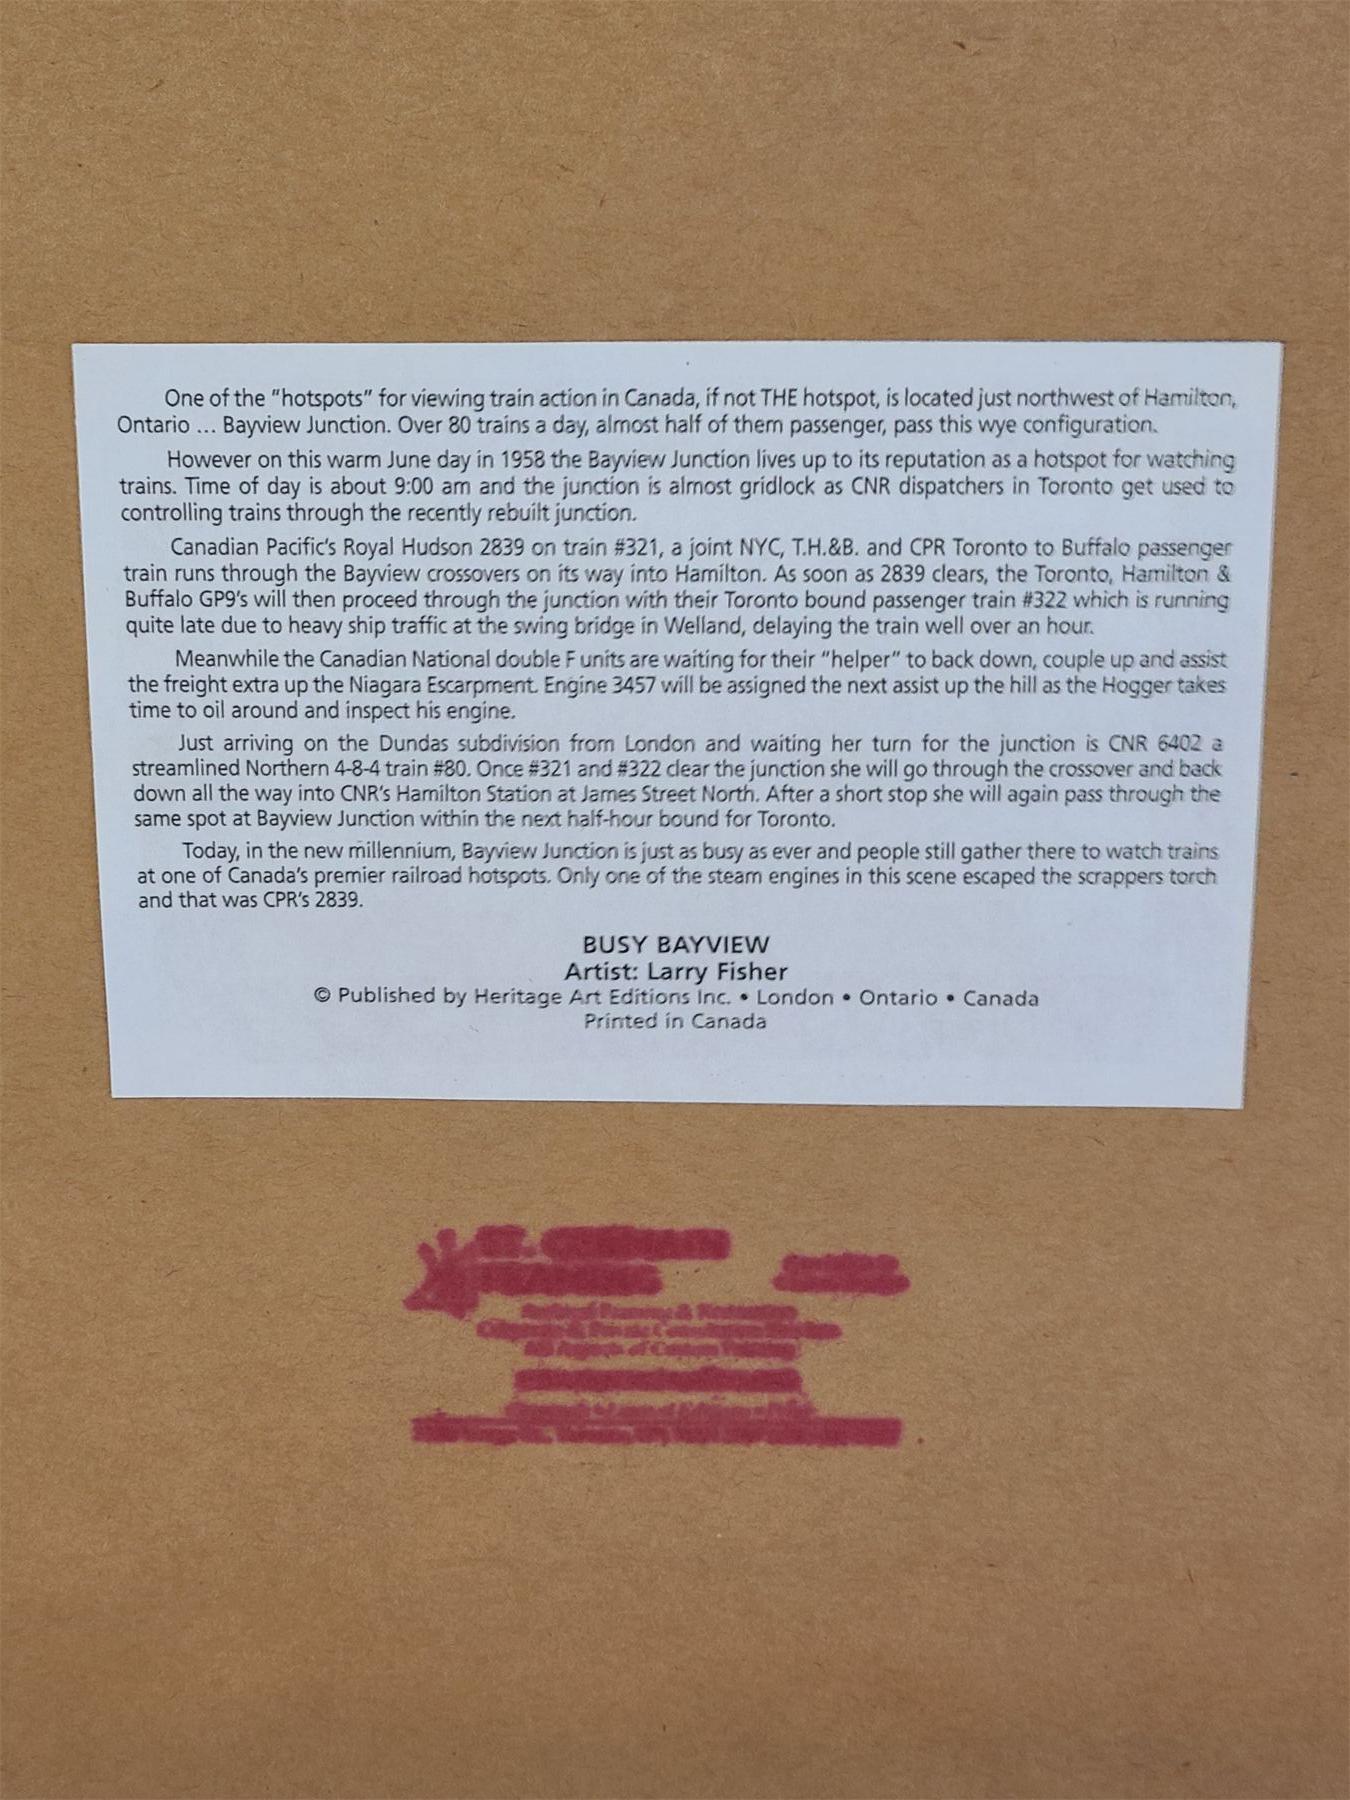 One of the "hotspots" for viewing train action in Canada, if not THE hotspot, is located just northwest of Hamilton,
Ontario ... Bayview Junction. Over 80 trains a day, almost half of them passenger, pass this wye configuration.
However on this warm June day in 1958 the Bayview Junction lives up to its reputation as a hotspot for watching
trains. Time of day is about 9:00 am and the junction is almost gridlock as CNR dispatchers in Toronto get used to
controlling trains through the recently rebuilt junction.
Canadian Pacific's Royal Hudson 2839 on train #321, a joint NYC, T.H.&B. and CPR Toronto to Buffalo passenger
train runs through the Bayview crossovers on its way into Hamilton. As soon as 2839 clears, the Toronto, Hamilton &
Buffalo GP9's will then proceed through the junction with their Toronto bound passenger train #322 which is running
quite late due to heavy ship traffic at the swing bridge in Welland, delaying the train well over an hour.
Meanwhile the Canadian National double F units are waiting for their "helper" to back down, couple up and assist
the freight extra up the Niagara Escarpment. Engine 3457 will be assigned the next assist up the hill as the Hogger takes
time to oil around and inspect his engine.
Just arriving on the Dundas subdivision from London and waiting her turn for the junction is CNR 6402 a
streamlined Northern 4-8-4 train #80. Once #321 and #322 clear the junction she will go through the crossover and back
down all the way into CNR's Hamilton Station at James Street North. After a short stop she will again pass through the
same spot at Bayview Junction within the next half-hour bound for Toronto.
Today, in the new millennium, Bayview Junction is just as busy as ever and people still gather there to watch trains
at one of Canada's premier railroad hotspots. Only one of the steam engines in this scene escaped the scrappers torch
and that was CPR's 2839.
BUSY BAYVIEW
Artist: Larry Fisher
© Published by Heritage Art Editions Inc. • London • Ontario • Canada
Printed in Canada